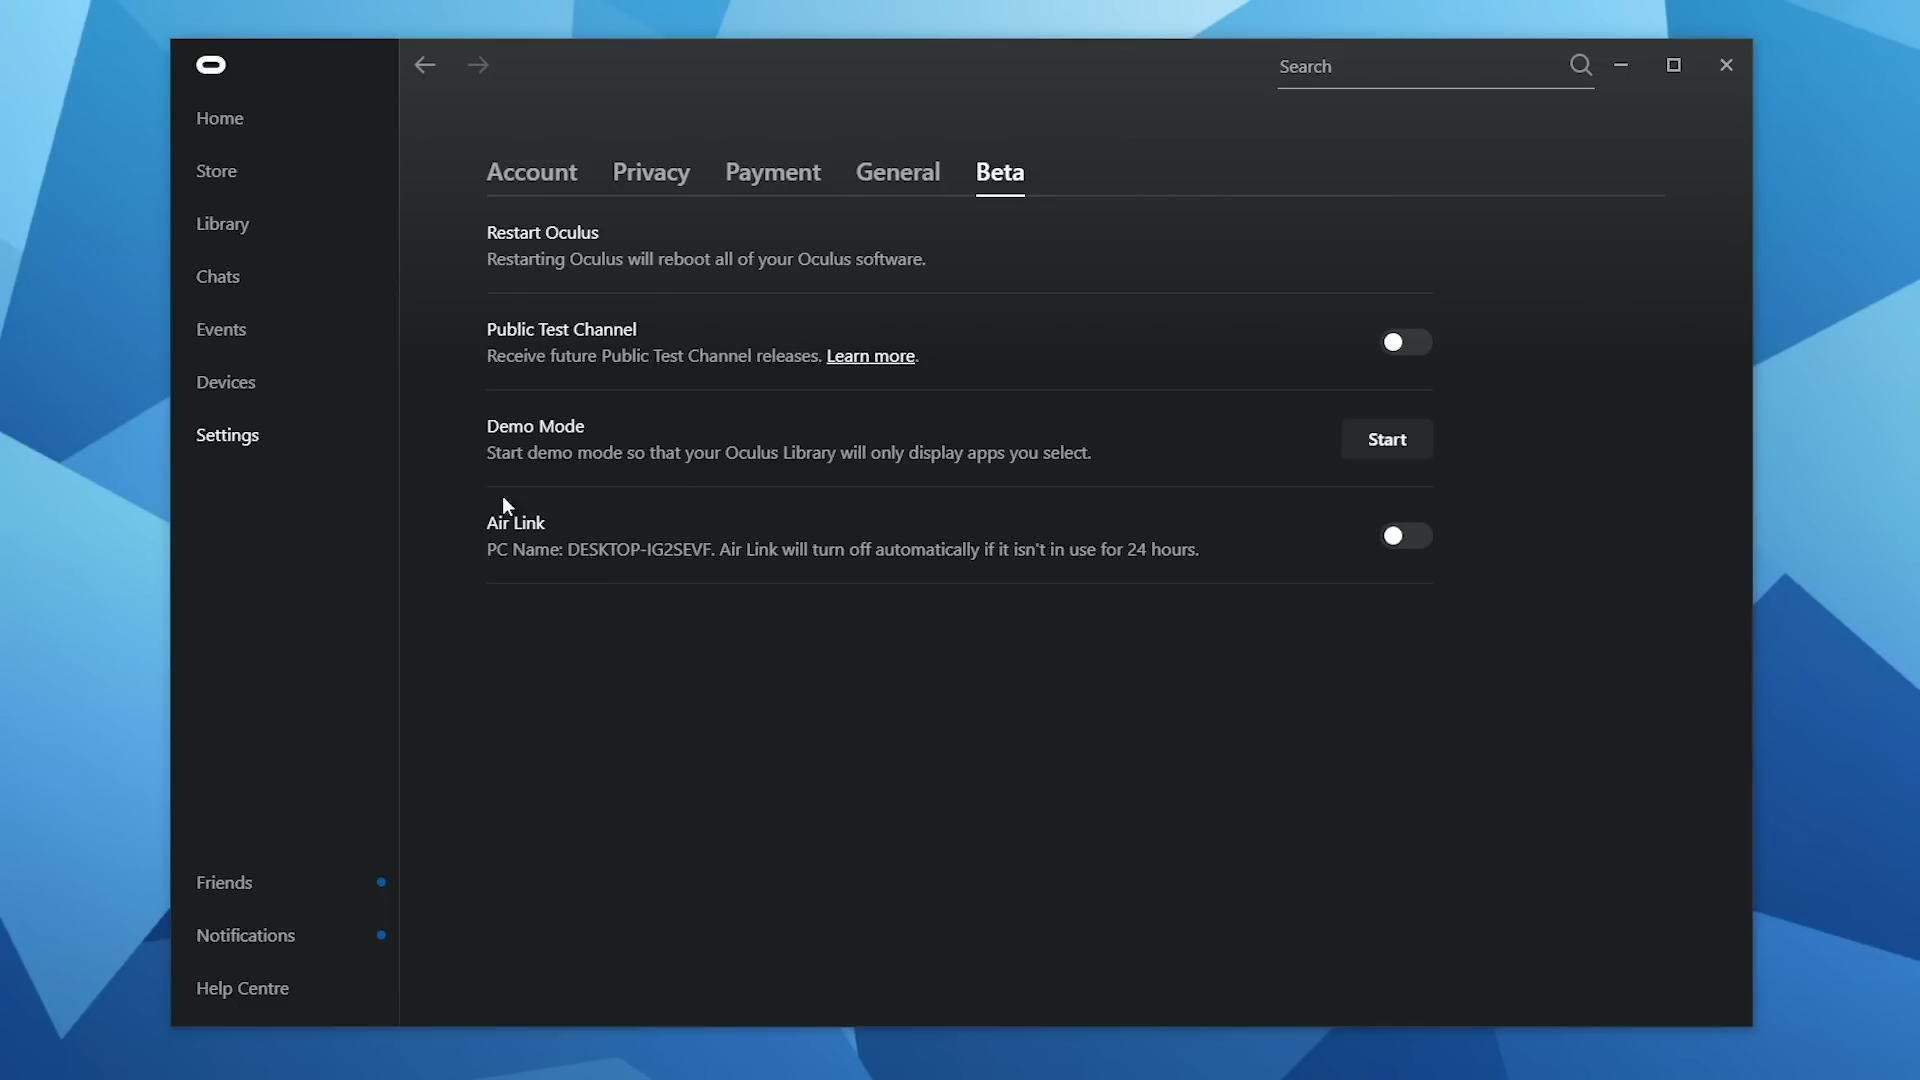 Search
Home
Store
Library
Chats
Events
Devices
Settings
Friends
Notifications
Help Centre
Account Privacy Payment General Beta
Restart Oculus
Restarting Oculus will reboot all of your Oculus software.
Public Test Channel
Receive future Public Test Channel releases. Learn more.
Demo Mode
Start demo mode so that your Oculus Library will only display apps you select.
Start
Air Link
PC Name: DESKTOP-IG2SEVF. Air Link will turn off automatically if it isn't in use for 24 hours.